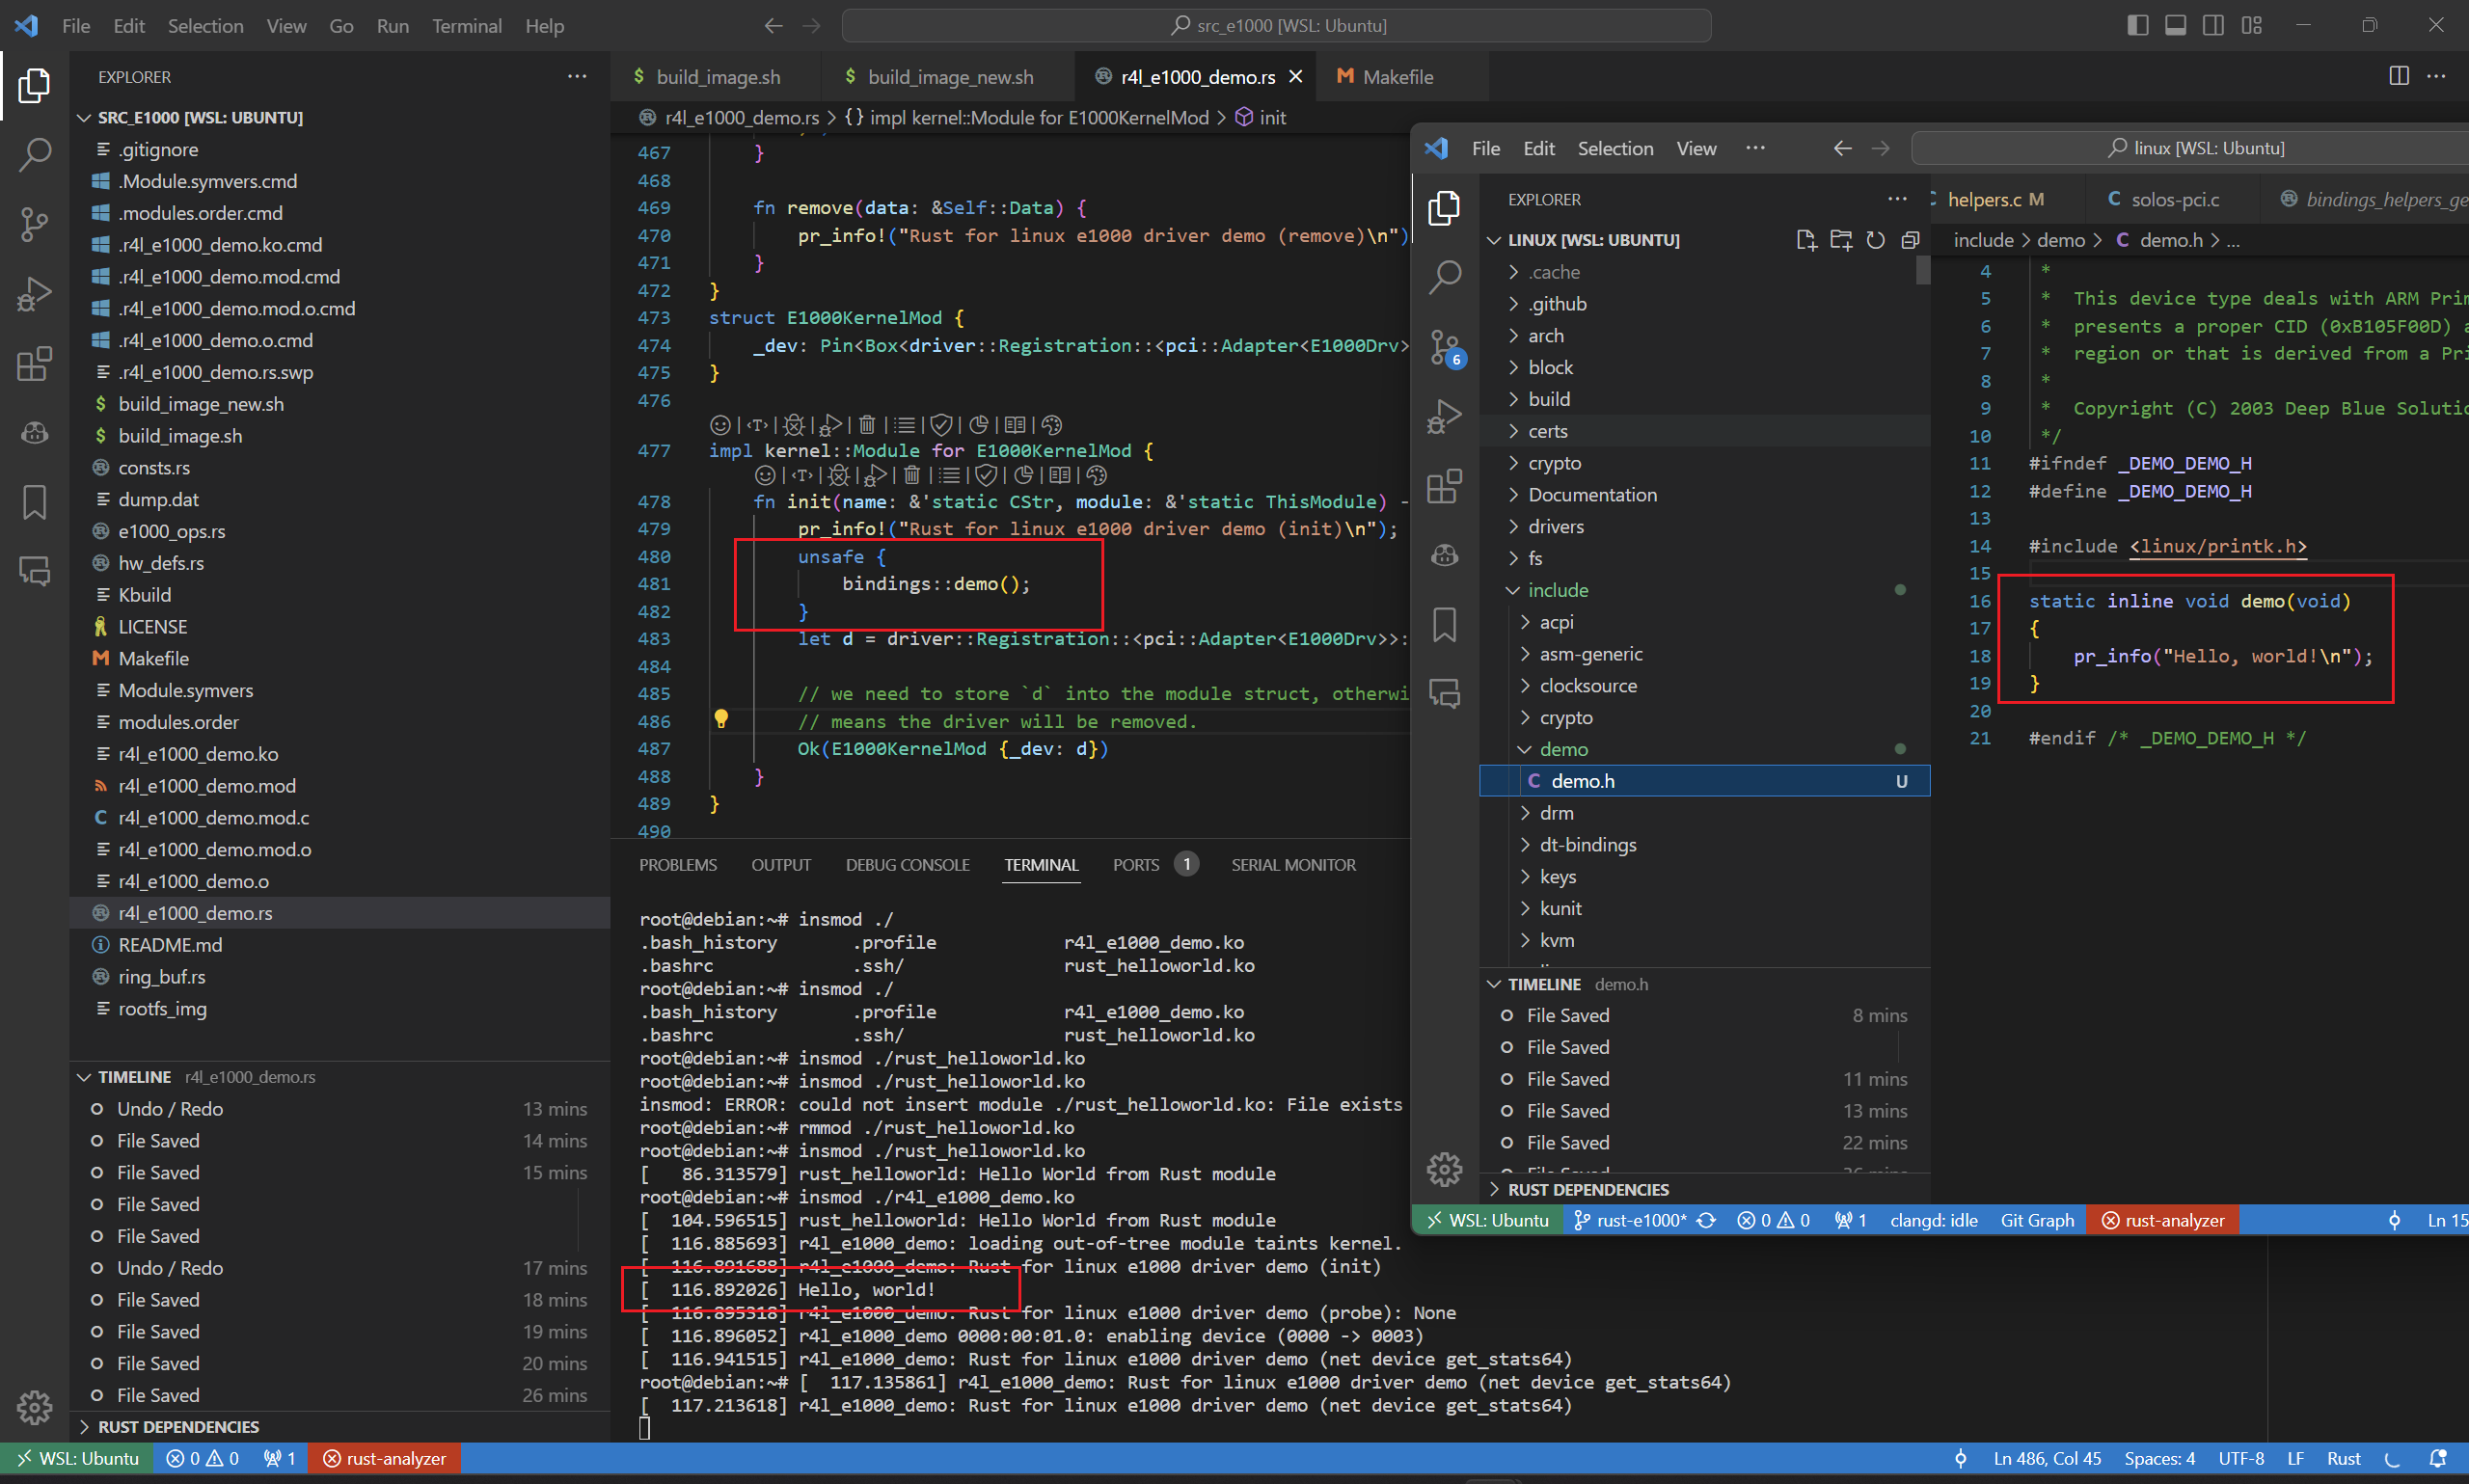 File Edit Selection View Go Run Terminal Help
src_e1000 [WSL: Ubuntu]
EXPLORER
SRC_E1000 [WSL: UBUNTU]
.gitignore
.Module.symvers.cmd
.modules.order.cmd
.r4l_e1000_demo.ko.cmd
.r4l_e1000_demo.mod.cmd
.r4l_e1000_demo.mod.o.cmd
.r4l_e1000_demo.o.cmd
.r4l_e1000_demo.rs.swp
build_image_new.sh
build_image.sh
consts.rs
dump.dat
e1000_ops.rs
hw_defs.rs
Kbuild
LICENSE
Makefile
Module.symvers
modules.order
r4l_e1000_demo.ko
r4l_e1000_demo.mod
r4l_e1000_demo.mod.c
r4l_e1000_demo.mod.o
r4l_e1000_demo.o
r4l_e1000_demo.rs
README.md
ring_buf.rs
rootfs_img
TIMELINE r4l_e1000_demo.rs
Undo / Redo 13 mins
File Saved 14 mins
File Saved 15 mins
File Saved
File Saved
Undo / Redo 17 mins
File Saved 18 mins
File Saved 19 mins
File Saved 20 mins
File Saved 26 mins
RUST DEPENDENCIES
build_image.sh build_image_new.sh r4l_e1000_demo.rs Makefile
r4l_e1000_demo.rs > {} impl kernel::Module for E1000KernelMod > init
467 }
468
469 fn remove(data: &Self::Data) {
470 pr_info!("Rust for linux e1000 driver demo (remove)\n")
471 }
472 }
473 struct E1000KernelMod {
474 _dev: Pin<Box<driver::Registration::<pci::Adapter<E1000Drv>
475 }
476
477 impl kernel::Module for E1000KernelMod {
478 fn init(name: &'static CStr, module: &'static ThisModule) -
479 pr_info!("Rust for linux e1000 driver demo (init)\n");
480 unsafe {
481 bindings::demo();
482 }
483 let d = driver::Registration::<pci::Adapter<E1000Drv>>:
484
485 // we need to store `d` into the module struct, otherwi
486 // means the driver will be removed.
487 Ok(E1000KernelMod {_dev: d})
488 }
489 }
490
PROBLEMS OUTPUT DEBUG CONSOLE TERMINAL PORTS 1 SERIAL MONITOR
root@debian:~# insmod ./
.bash_history .profile r4l_e1000_demo.ko
.bashrc .ssh/ rust_helloworld.ko
root@debian:~# insmod ./
.bash_history .profile r4l_e1000_demo.ko
.bashrc .ssh/ rust_helloworld.ko
root@debian:~# insmod ./rust_helloworld.ko
root@debian:~# insmod ./rust_helloworld.ko
insmod: ERROR: could not insert module ./rust_helloworld.ko: File exists
root@debian:~# rmmod ./rust_helloworld.ko
root@debian:~# insmod ./rust_helloworld.ko
[ 86.313579] rust_helloworld: Hello World from Rust module
root@debian:~# insmod ./r4l_e1000_demo.ko
[ 104.596515] rust_helloworld: Hello World from Rust module
[ 116.885693] r4l_e1000_demo: loading out-of-tree module taints kernel.
[ 116.891688] r4l_e1000_demo: Rust for linux e1000 driver demo (init)
[ 116.892026] Hello, world!
[ 116.895318] r4l_e1000_demo: Rust for linux e1000 driver demo (probe): None
[ 116.896052] r4l_e1000_demo 0000:00:01.0: enabling device (0000 -> 0003)
[ 116.941515] r4l_e1000_demo: Rust for linux e1000 driver demo (net device get_stats64)
root@debian:~# [ 117.135861] r4l_e1000_demo: Rust for linux e1000 driver demo (net device get_stats64)
[ 117.213618] r4l_e1000_demo: Rust for linux e1000 driver demo (net device get_stats64)
File Edit Selection View ···
linux [WSL: Ubuntu]
EXPLORER
LINUX [WSL: UBUNTU]
6
.cache
.github
arch
block
build
certs
crypto
Documentation
drivers
fs
include
acpi
asm-generic
clocksource
crypto
demo
demo.h U
drm
dt-bindings
keys
kunit
kvm
TIMELINE demo.h
File Saved 8 mins
File Saved
File Saved 11 mins
File Saved 13 mins
File Saved 22 mins
RUST DEPENDENCIES
helpers.c M solos-pci.c bindings_helpers_ge
include > demo > C demo.h > ...
4 *
5 * This device type deals with ARM Prim
6 * presents a proper CID (0xB105F00D) a
7 * region or that is derived from a Pri
8 *
9 * Copyright (C) 2003 Deep Blue Soluti
10 */
11 #ifndef _DEMO_DEMO_H
12 #define _DEMO_DEMO_H
13
14 #include <linux/printk.h>
15
16 static inline void demo(void)
17 {
18 pr_info("Hello, world!\n");
19 }
20
21 #endif /* _DEMO_DEMO_H */
WSL: Ubuntu rust-e1000* 0 0 1 clangd: idle Git Graph rust-analyzer Ln 15
WSL: Ubuntu 0 0 1 rust-analyzer Ln 486, Col 45 Spaces: 4 UTF-8 LF Rust